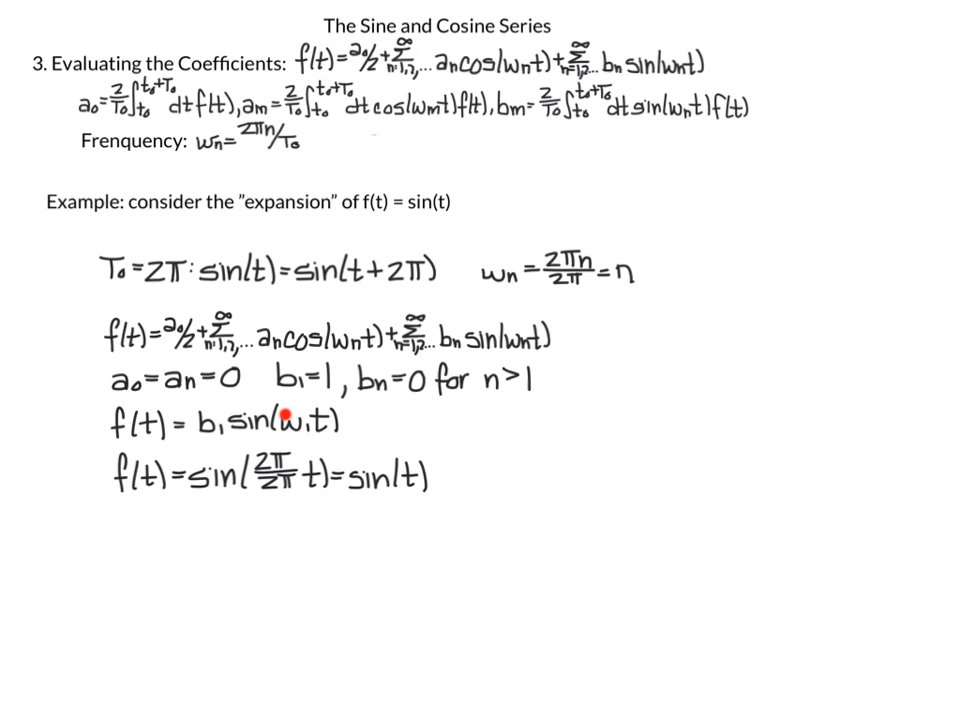 The Sine and Cosine Series
3. Evaluating the Coefficients: f(t)=a₀/2+∑ₙ₌₁,₂,...^∞ aₙcos(ωₙt)+∑ₙ₌₁,₂...^∞ bₙ sin(ωₙt)
a₀=2/T₀∫ₜ₀^(t₀+T₀) dt f(t), aₘ=2/T₀∫ₜ₀^(t₀+T₀) dt cos(ωₘt)f(t), bₘ=2/T₀∫ₜ₀^(t₀+T₀) dt sin(ωₙt)f(t)
Frenquency: ωₙ=2πn/T₀
Example: consider the ”expansion” of f(t) = sin(t)
T₀=2π: sin(t)=sin(t+2π) ωₙ=2πn/2π=n
f(t)=a₀/2+∑ₙ₌₁,₂,...^∞ aₙcos(ωₙt)+∑ₙ₌₁,₂...^∞ bₙ sin(ωₙt)
a₀=aₙ=0 b₁=1, bₙ=0 for n>1
f(t)= b₁ sin(ω₁t)
f(t)=sin(2π/2π t)=sin(t)